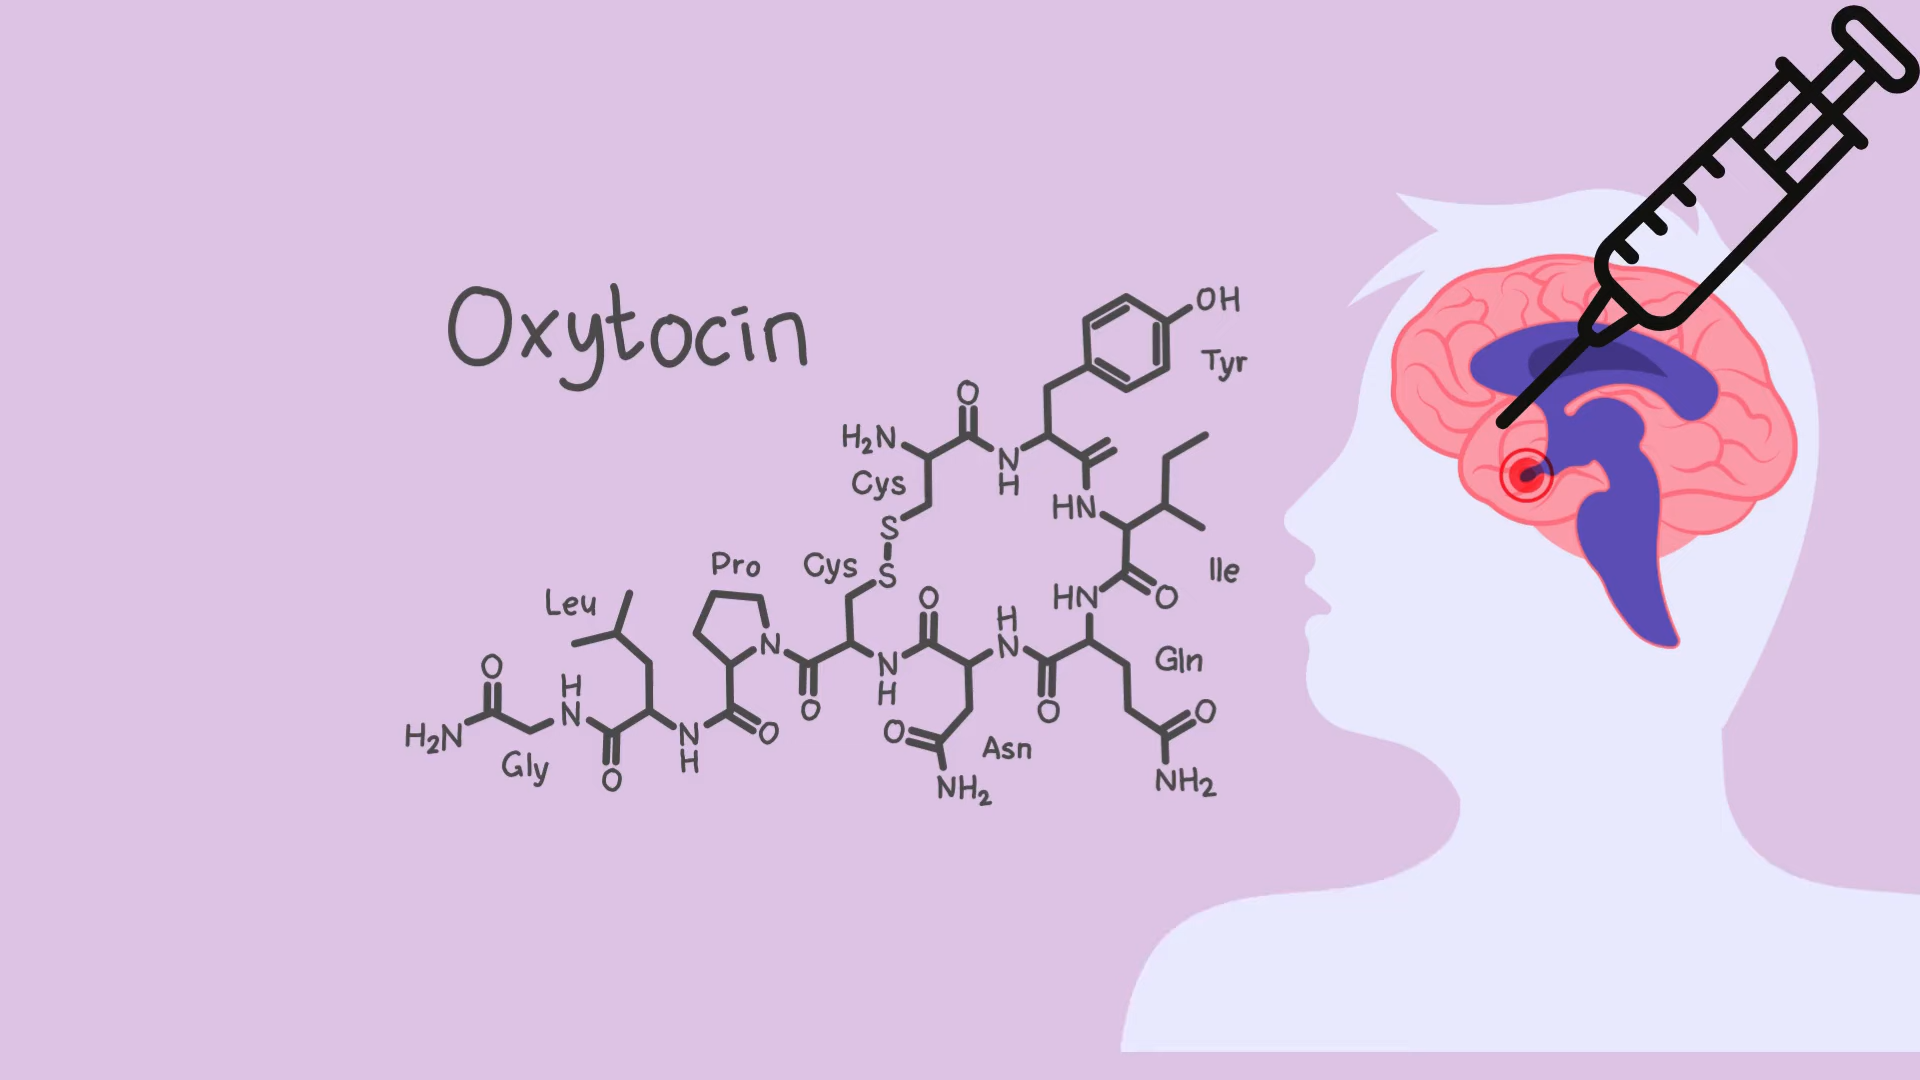 Oxytocin
OH
Tyr
O
H₂N
N
H
Cys
HN
S
S
Cys
Pro
Ile
Leu
HN
O
O
H
N
N
N
H
Gln
O
H
N
O
O
O
O
H₂N
N
H
O
Asn
Gly
O
NH₂
NH₂